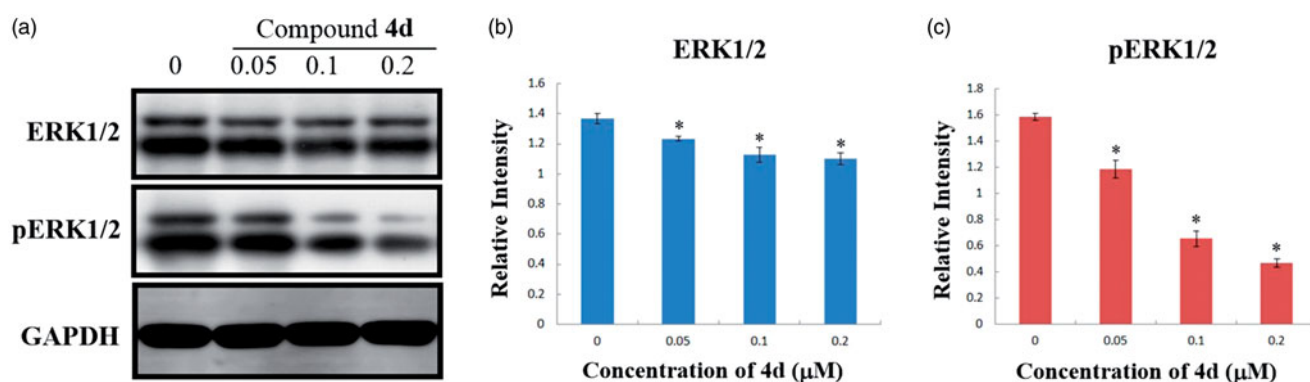 (a)
Compound 4d
0 0.05 0.1 0.2
ERK1/2
pERK1/2
GAPDH
(b)
ERK1/2
Relative Intensity
1.6
1.4
1.2
1
0.8
0.6
0.4
0.2
0
* * *
0 0.05 0.1 0.2
Concentration of 4d (μM)
(c)
pERK1/2
Relative Intensity
1.8
1.6
1.4
1.2
1
0.8
0.6
0.4
0.2
0
* * *
0 0.05 0.1 0.2
Concentration of 4d (μM)